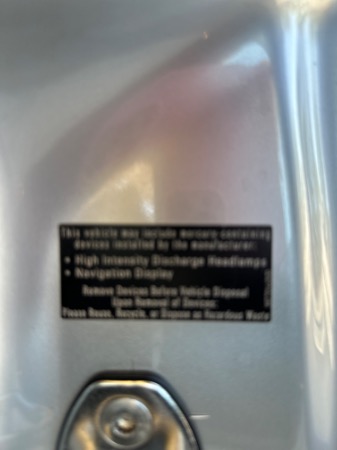 This vehicle may include mercury-containing
devices installed by the manufacturer:
• High Intensity Discharge Headlamps
• Navigation Display
Remove Devices Before Vehicle Disposal
Upon Removal of Devices:
Please Reuse, Recycle, or Dispose as Hazardous Waste